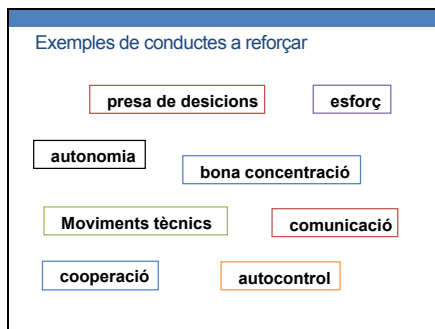 Exemples de conductes a reforçar
presa de desicions
esforç
autonomia
bona concentració
Moviments tècnics
comunicació
cooperació
autocontrol